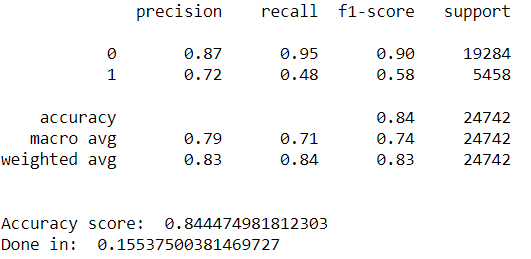 precision recall f1-score support
0 0.87 0.95 0.90 19284
1 0.72 0.48 0.58 5458
accuracy 0.84 24742
macro avg 0.79 0.71 0.74 24742
weighted avg 0.83 0.84 0.83 24742
Accuracy score: 0.844474981812303
Done in: 0.15537500381469727